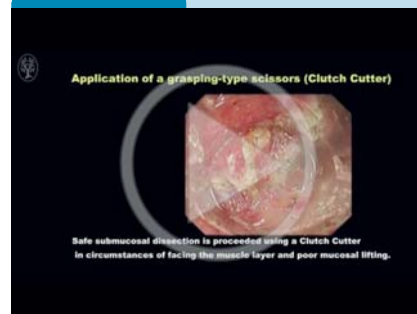 Application of a grasping-type scissors (Clutch Cutter)
Safe submucosal dissection is proceeded using a Clutch Cutter
in circumstances of facing the muscle layer and poor mucosal lifting.